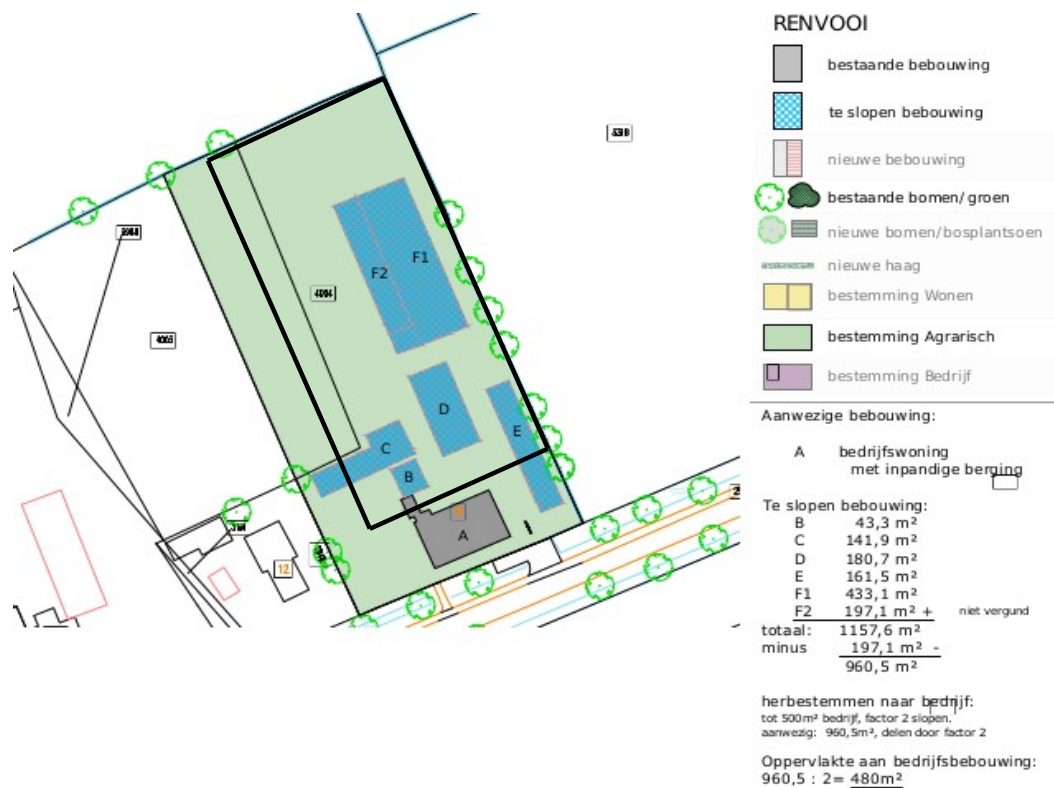 RENVOOI
bestaande bebouwing
te slopen bebouwing
nieuwe bebouwing
bestaande bomen/ groen
nieuwe bomen/bosplantsoen
nieuwe haag
bestemming Wonen
bestemming Agrarisch
bestemming Bedrijf
Aanwezige bebouwing:
A bedrijfswoning
met inpandige berging
Te slopen bebouwing:
B 43,3 m²
C 141,9 m²
D 180,7 m²
E 161,5 m²
F1 433,1 m²
F2 197,1 m² + niet vergund
totaal: 1157,6 m²
minus 197,1 m² -
960,5 m²
herbestemmen naar bedrijf:
tot 500m² bedrijf, factor 2 slopen.
aanwezig: 960,5m², delen door factor 2
Oppervlakte aan bedrijfsbebouwing:
960,5 : 2= 480m²
F1
F2
D
E
C
B
A
12